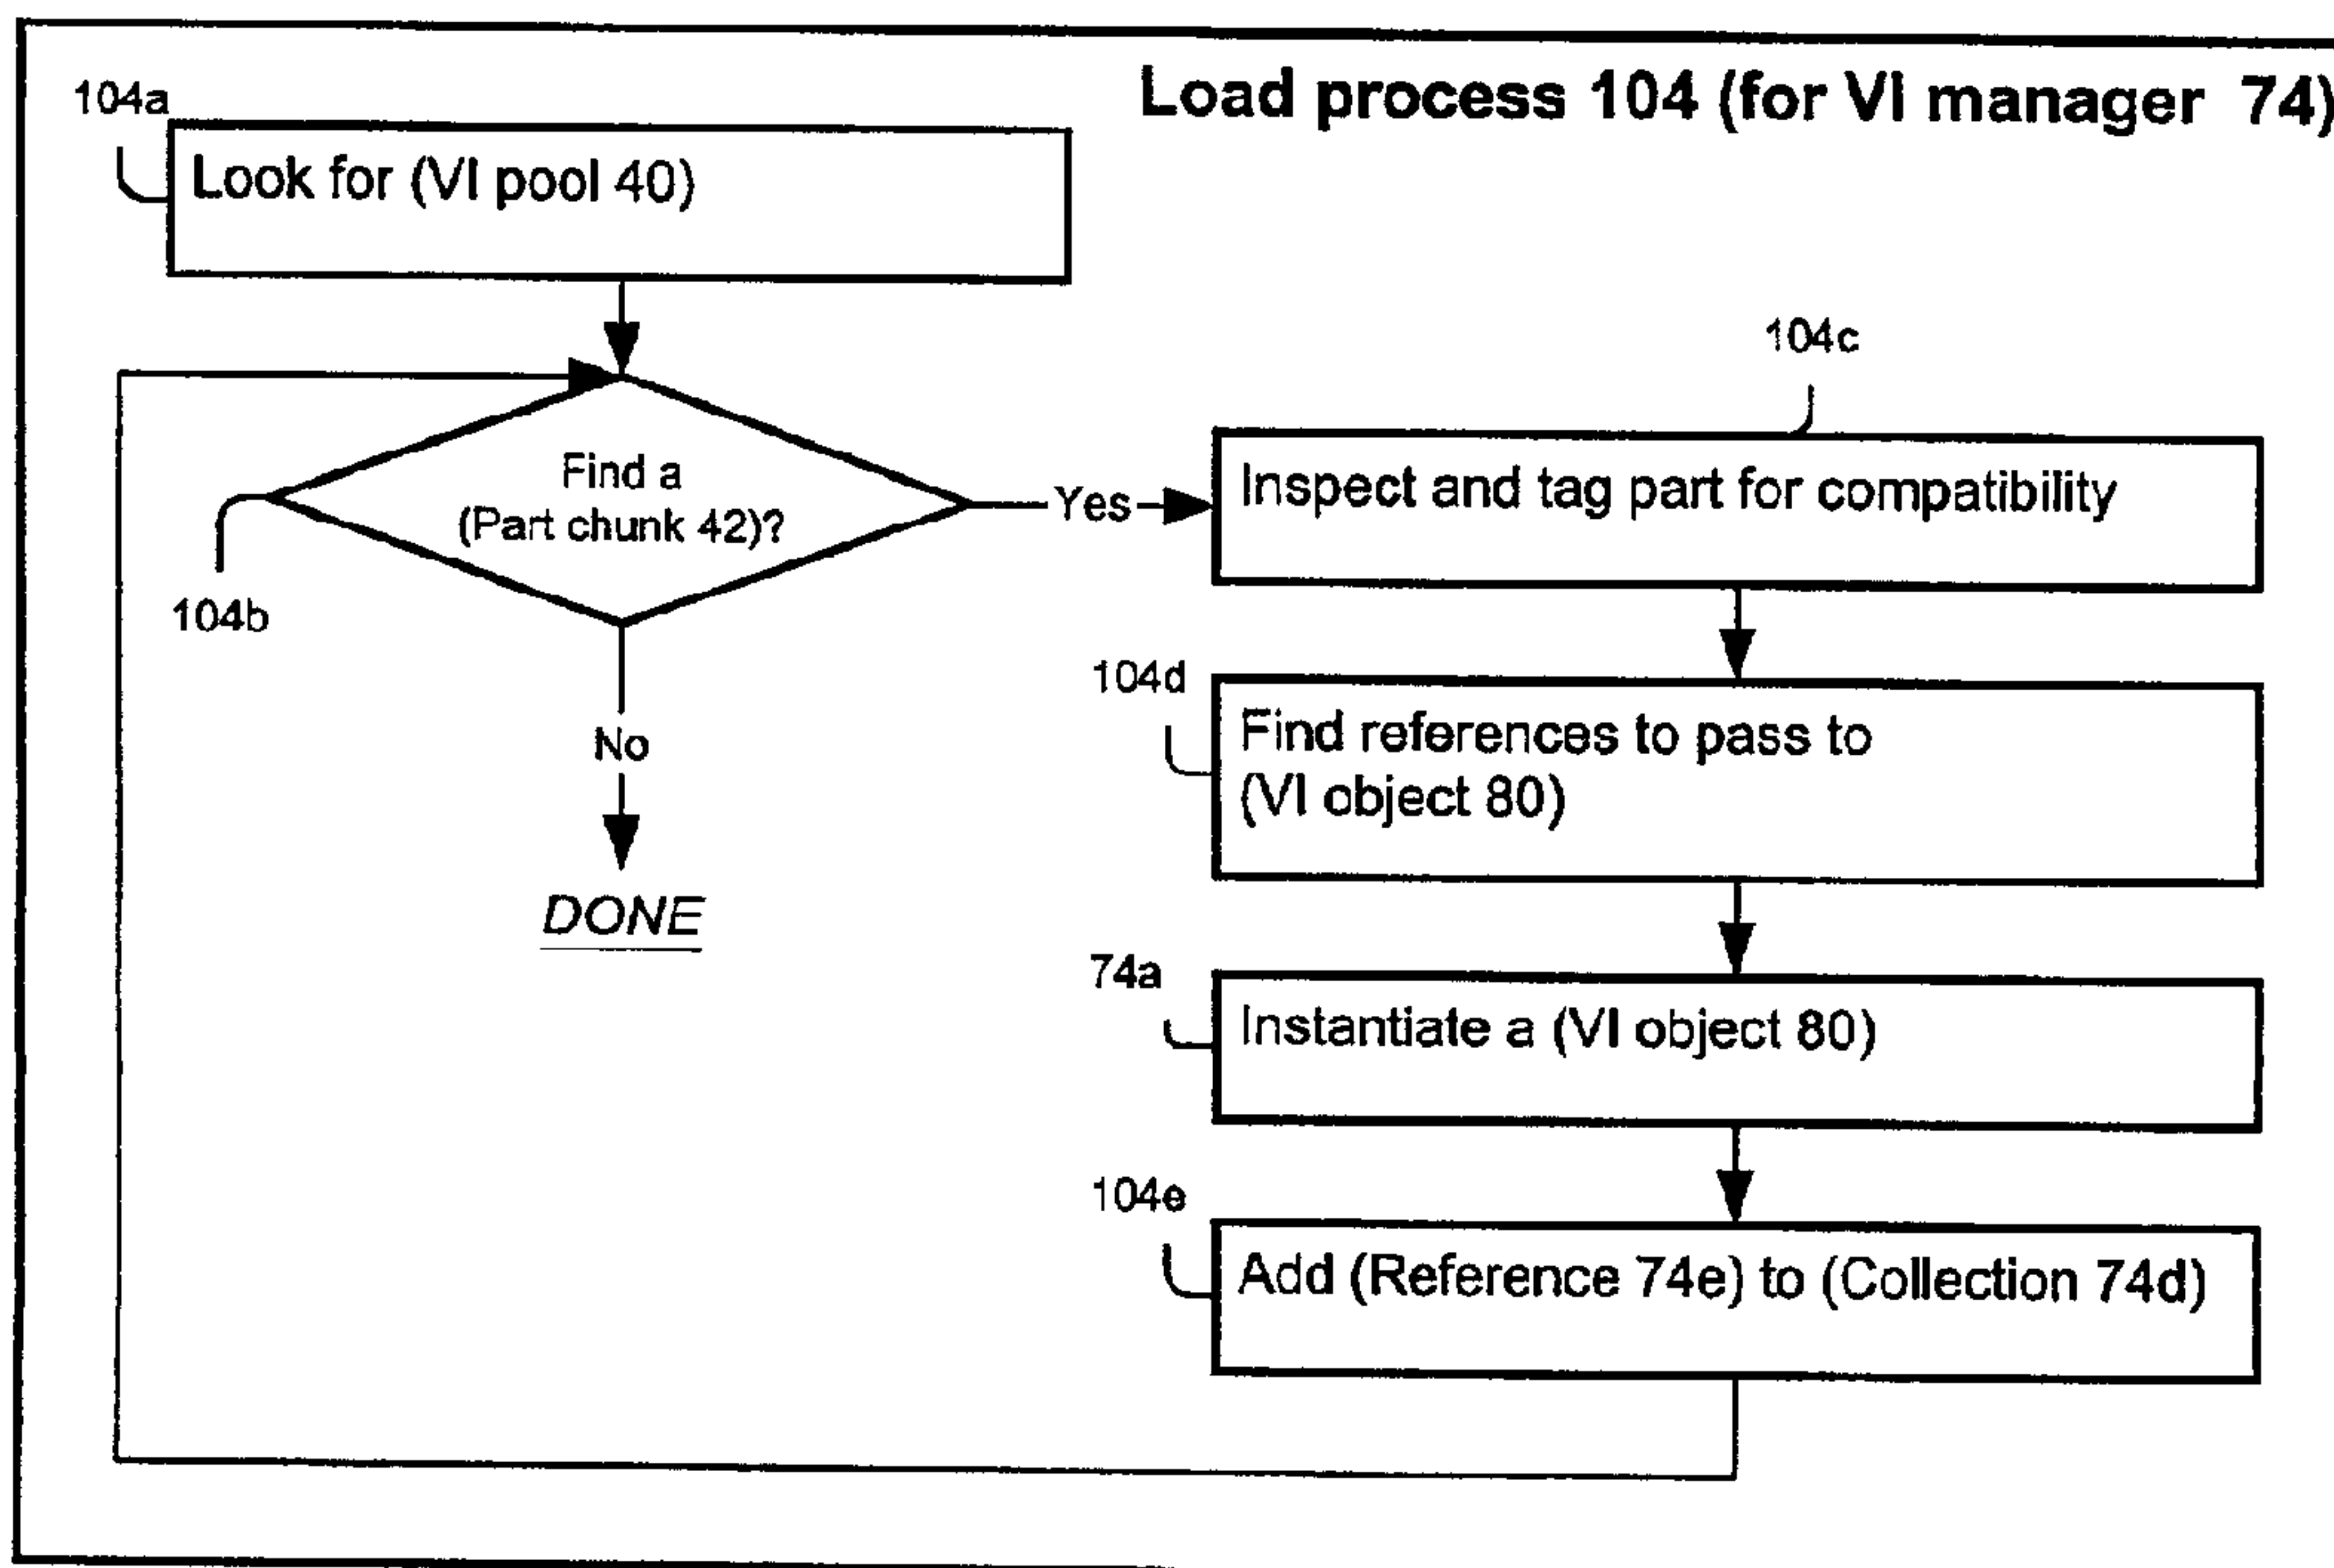 Load process 104 (for VI manager 74)
104a
Look for (VI pool 40)
104b
Find a
(Part chunk 42)?
Yes
No
DONE
104c
Inspect and tag part for compatibility
104d
Find references to pass to
(VI object 80)
74a
Instantiate a (VI object 80)
104e
Add (Reference 74e) to (Collection 74d)